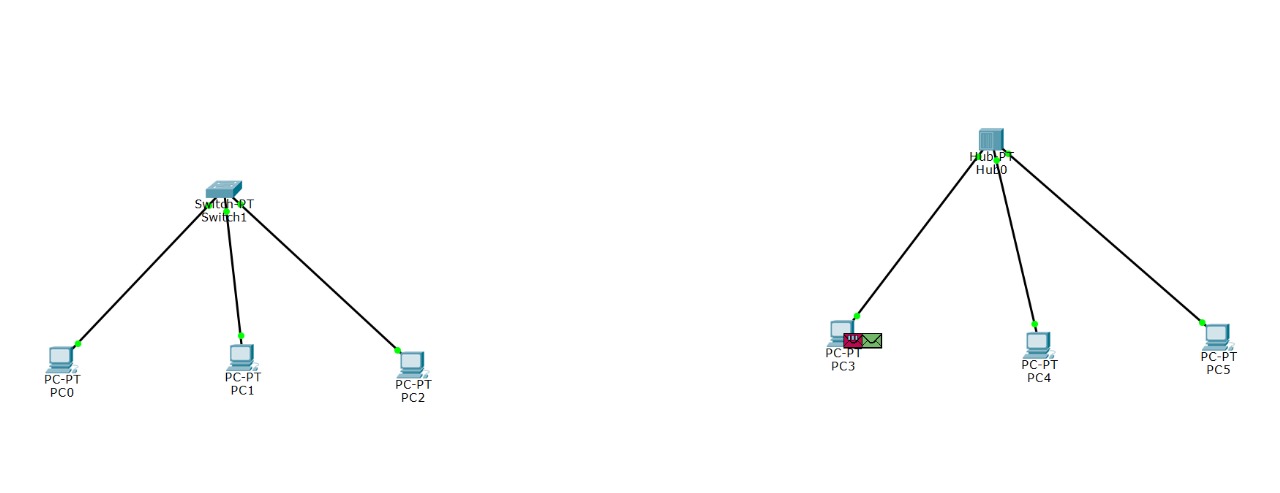 Switch-PT
Switch1
PC-PT
PC0
PC-PT
PC1
PC-PT
PC2
Hub-PT
Hub0
PC-PT
PC3
PC-PT
PC4
PC-PT
PC5